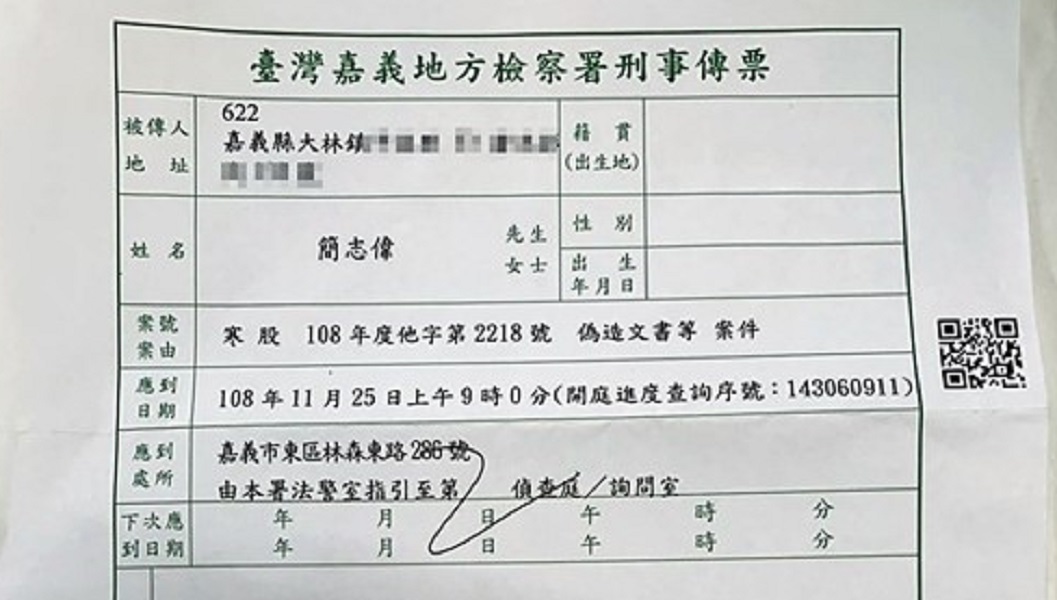 臺灣嘉義地方檢察署刑事傳票
被傳人地址
622
嘉義縣大林鎮
籍貫
(出生地)
姓名
簡志偉
先生
女士
性別
出生
年月日
案號
案由
寒股 108年度他字第2218號 偽造文書等 案件
應到
日期
108年11月25日上午9時0分(開庭進度查詢序號:143060911)
應到
處所
嘉義市東區林森東路286號
由本署法警室指引至第 偵查庭/詢問室
下次應
到日期
年 月 日 午 時 分
年 月 日 午 時 分